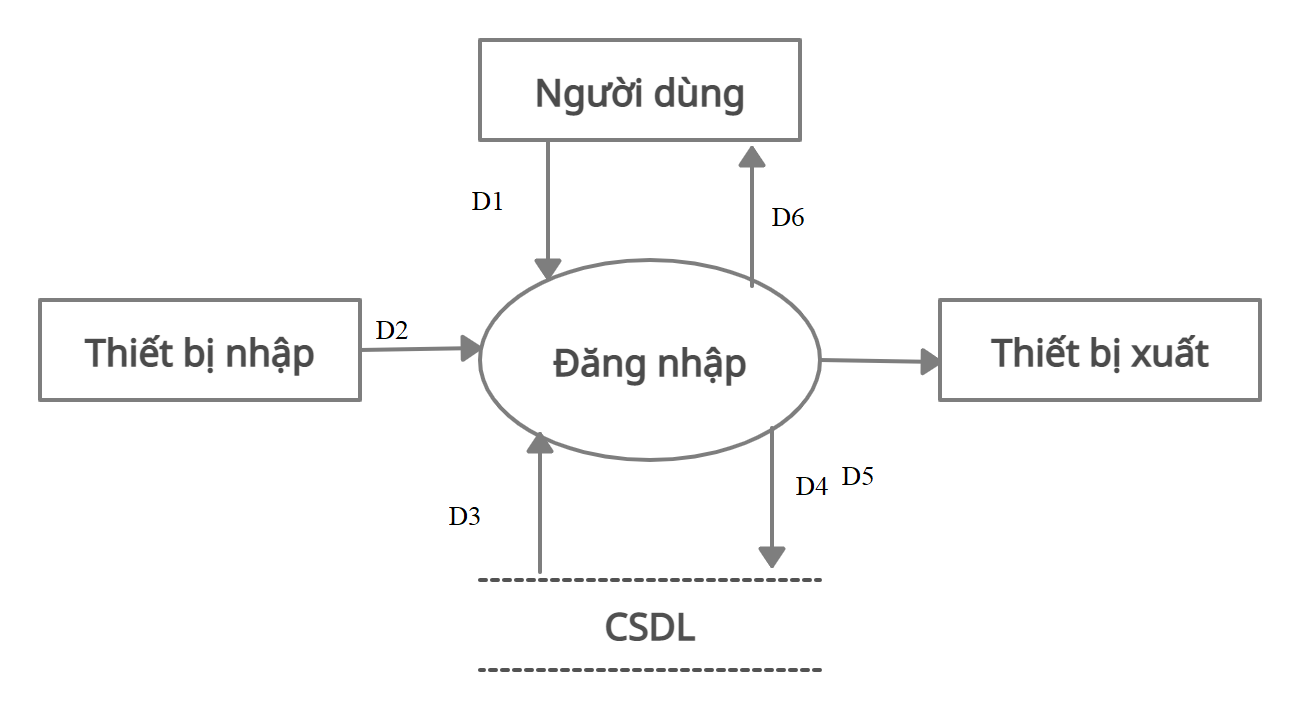 Người dùng
D1
D6
Thiết bị nhập
D2
Đăng nhập
Thiết bị xuất
D3
D4
D5
CSDL